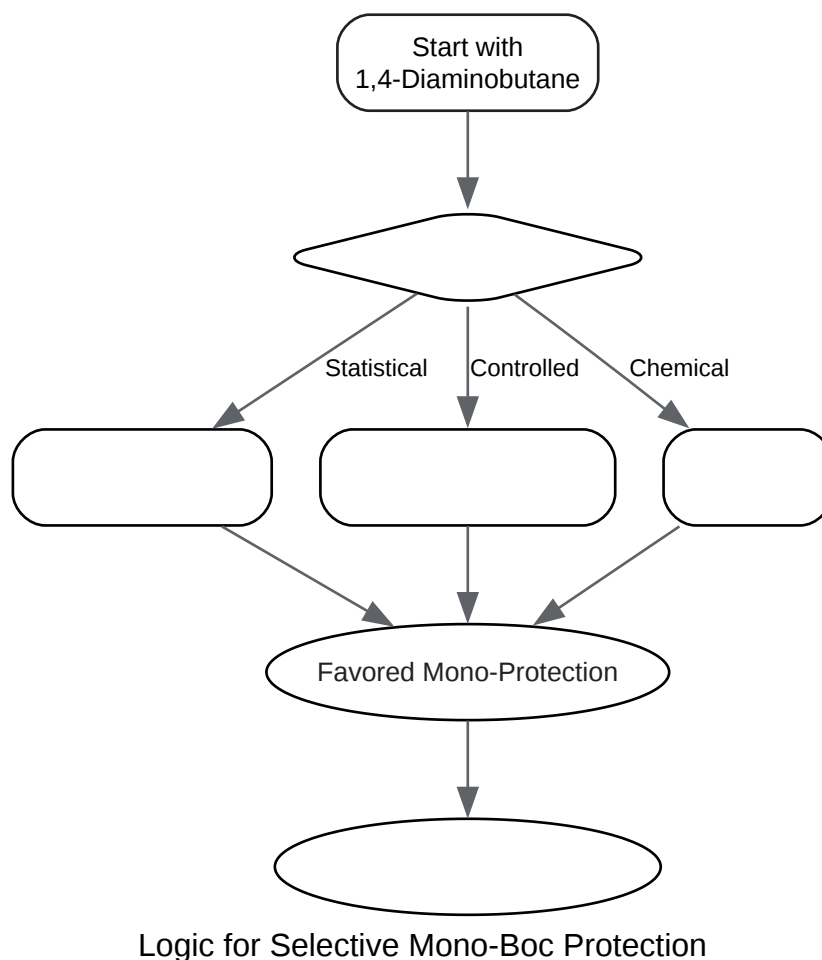 Start with
1,4-Diaminobutane
Statistical
Controlled
Chemical
Favored Mono-Protection
Logic for Selective Mono-Boc Protection